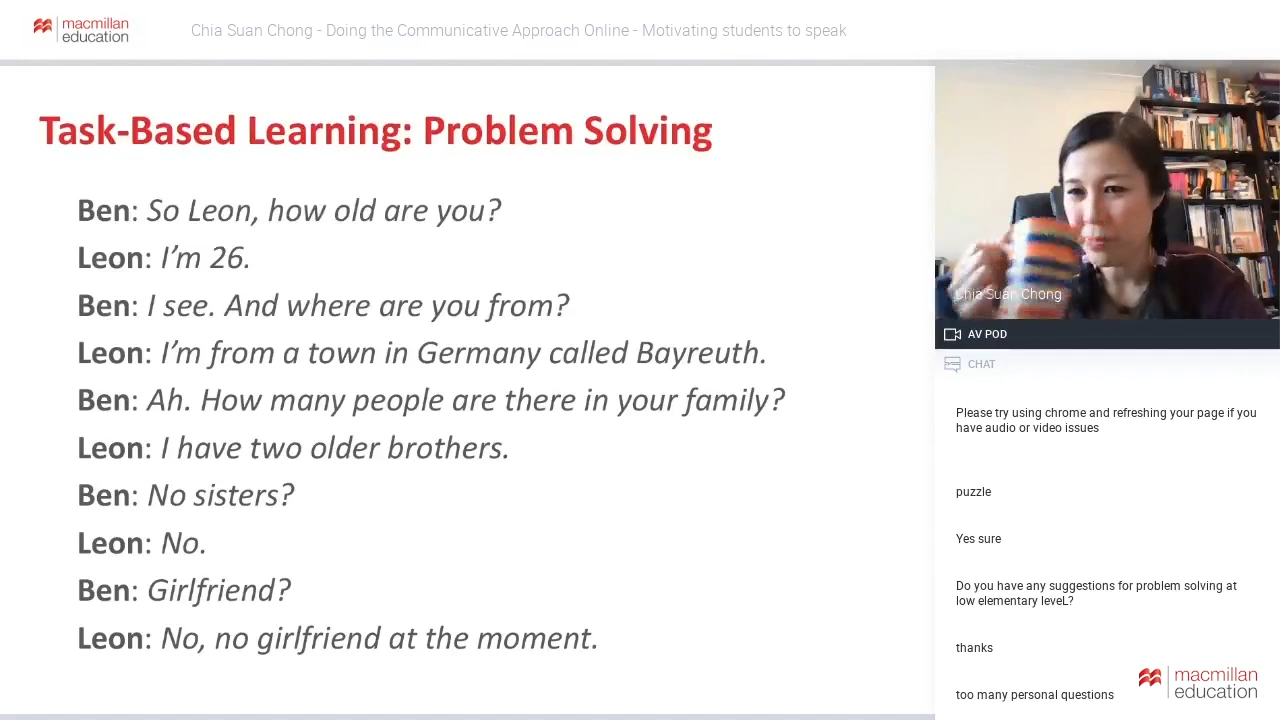 macmillan
education
Chia Suan Chong - Doing the Communicative Approach Online - Motivating students to speak
Task-Based Learning: Problem Solving
Ben: So Leon, how old are you?
Leon: I’m 26.
Ben: I see. And where are you from?
Leon: I’m from a town in Germany called Bayreuth.
Ben: Ah. How many people are there in your family?
Leon: I have two older brothers.
Ben: No sisters?
Leon: No.
Ben: Girlfriend?
Leon: No, no girlfriend at the moment.
Chia Suan Chong
AV POD
CHAT
Please try using chrome and refreshing your page if you
have audio or video issues
puzzle
Yes sure
Do you have any suggestions for problem solving at
low elementary leveL?
thanks
too many personal questions
macmillan
education